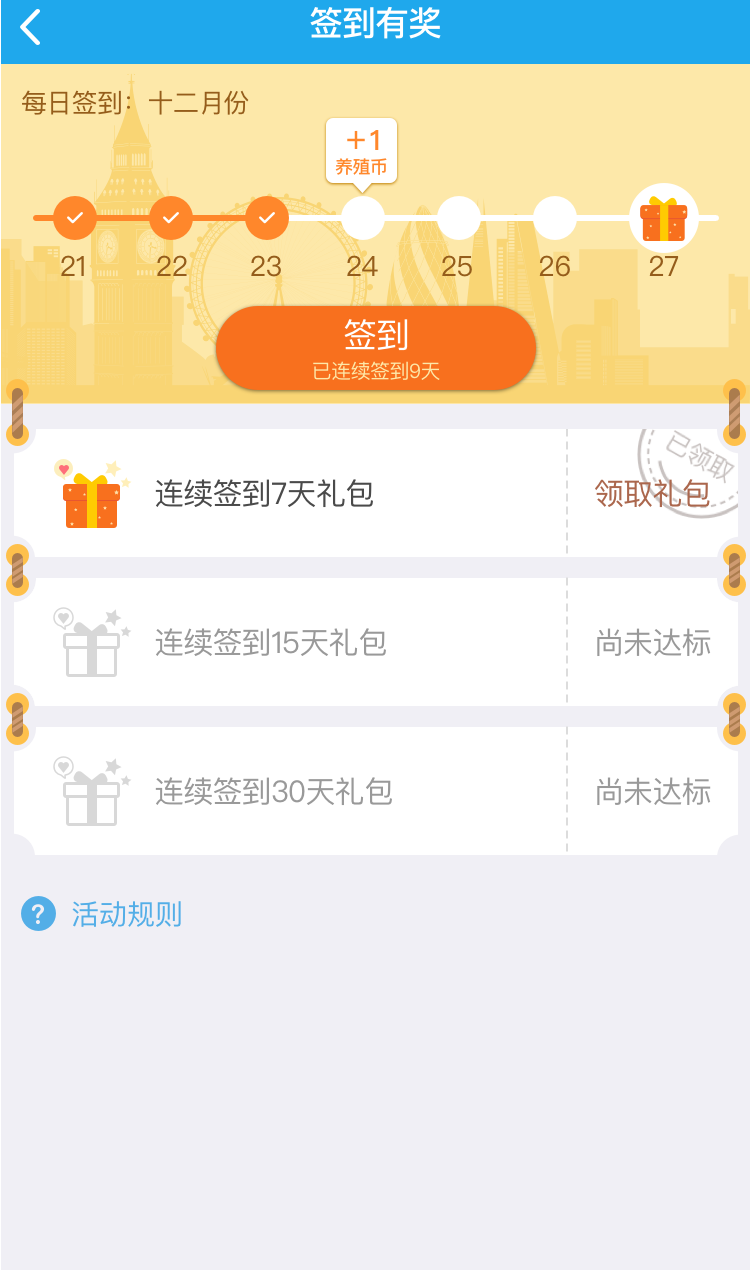 签到有奖
每日签到：十二月份
+1
养殖币
21 22 23 24 25 26 27
签到
已连续签到9天
已领取
连续签到7天礼包 领取礼包
连续签到15天礼包 尚未达标
连续签到30天礼包 尚未达标
? 活动规则